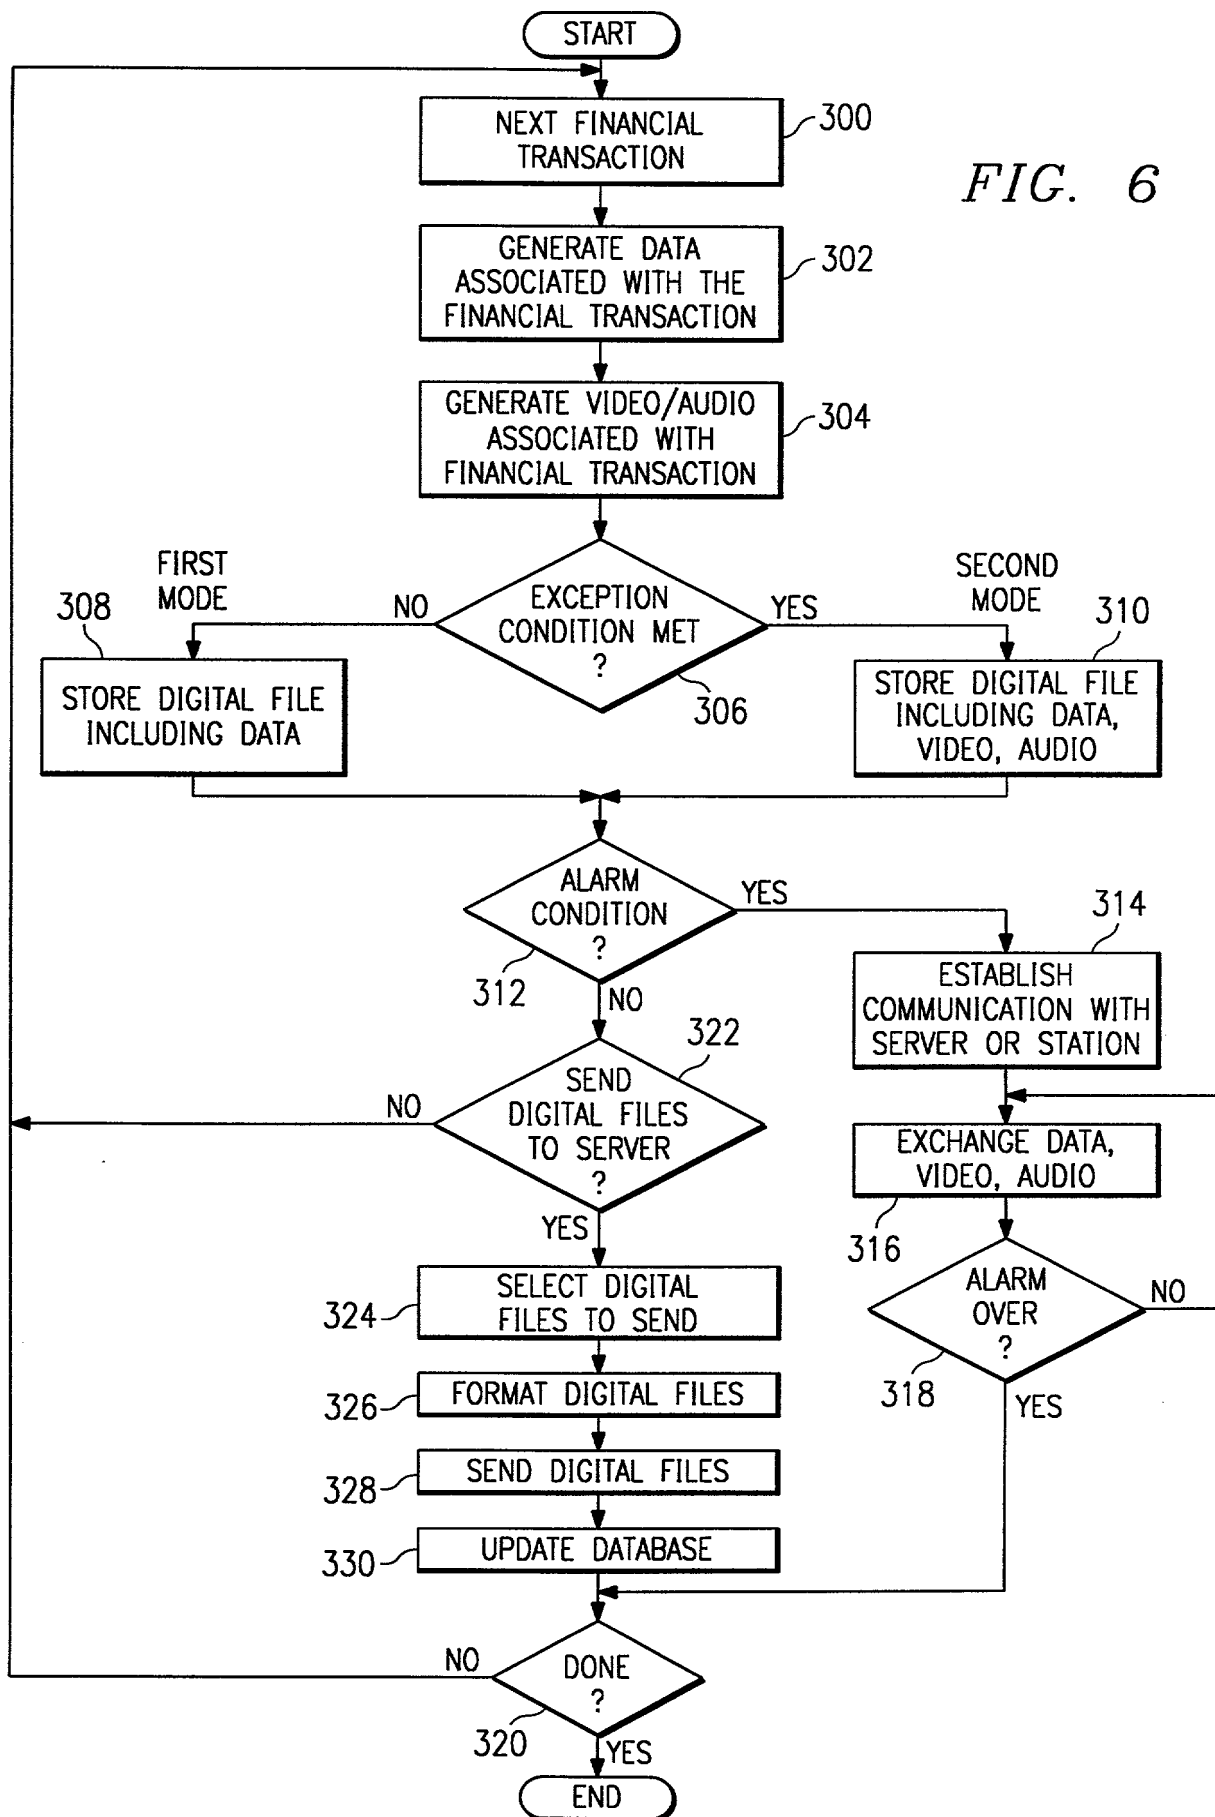 START
NEXT FINANCIAL
TRANSACTION
300
FIG. 6
GENERATE DATA
ASSOCIATED WITH THE
FINANCIAL TRANSACTION
302
GENERATE VIDEO/AUDIO
ASSOCIATED WITH
FINANCIAL TRANSACTION
304
FIRST
MODE
NO
EXCEPTION
CONDITION MET
?
YES
SECOND
MODE
306
308
STORE DIGITAL FILE
INCLUDING DATA
310
STORE DIGITAL FILE
INCLUDING DATA,
VIDEO, AUDIO
ALARM
CONDITION
?
YES
312
NO
314
ESTABLISH
COMMUNICATION WITH
SERVER OR STATION
322
SEND
DIGITAL FILES
TO SERVER
?
NO
YES
EXCHANGE DATA,
VIDEO, AUDIO
316
ALARM
OVER
?
NO
318
YES
SELECT DIGITAL
FILES TO SEND
324
FORMAT DIGITAL FILES
326
SEND DIGITAL FILES
328
UPDATE DATABASE
330
NO
DONE
?
320
YES
END